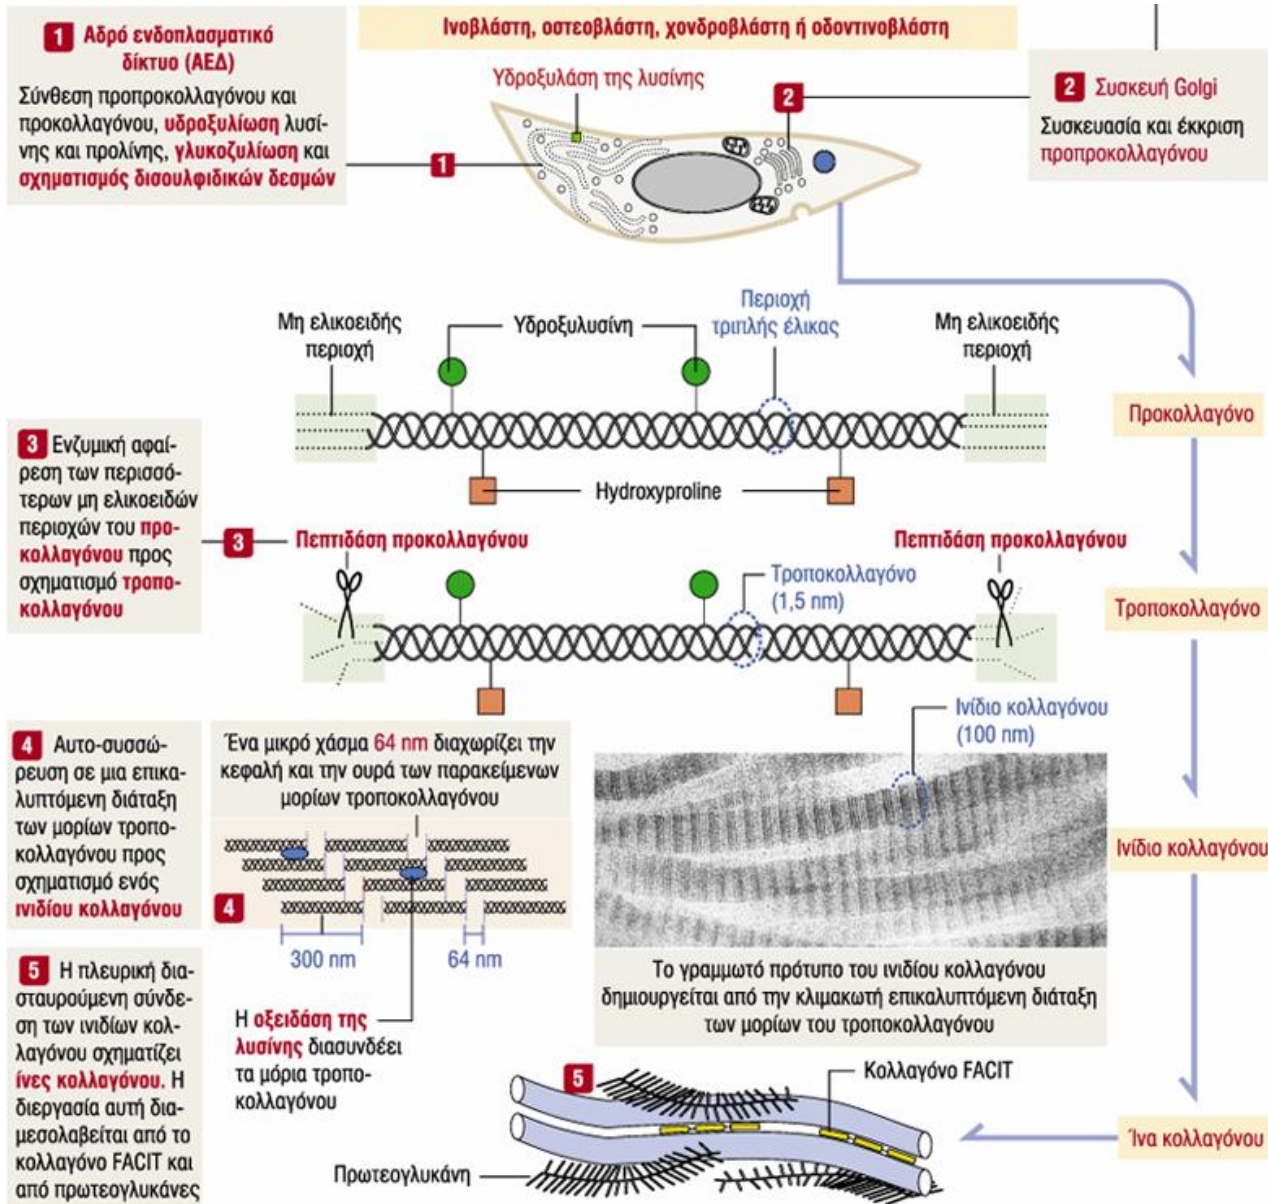 1 Αδρό ενδοπλασματικό
δίκτυο (ΑΕΔ)
Σύνθεση προπροκολλαγόνου και
προκολλαγόνου, υδροξυλίωση λυσί-
νης και προλίνης, γλυκοζυλίωση και
σχηματισμός δισουλφιδικών δεσμών
Ινοβλάστη, οστεοβλάστη, χονδροβλάστη ή οδοντινοβλάστη
Υδροξυλάση της λυσίνης
1
2
2 Συσκευή Golgi
Συσκευασία και έκκριση
προπροκολλαγόνου
Μη ελικοειδής
περιοχή
Υδροξυλυσίνη
Περιοχή
τριπλής έλικας
Μη ελικοειδής
περιοχή
Προκολλαγόνο
Hydroxyproline
3 Ενζυμική αφαί-
ρεση των περισσό-
τερων μη ελικοειδών
περιοχών του προ-
κολλαγόνου προς
σχηματισμό τροπο-
κολλαγόνου
3
Πεπτιδάση προκολλαγόνου
Πεπτιδάση προκολλαγόνου
Τροποκολλαγόνο
(1,5 nm)
Τροποκολλαγόνο
4 Αυτο-συσσώ-
ρευση σε μια επικα-
λυπτόμενη διάταξη
των μορίων τροπο-
κολλαγόνου προς
σχηματισμό ενός
ινιδίου κολλαγόνου
Ένα μικρό χάσμα 64 nm διαχωρίζει την
κεφαλή και την ουρά των παρακείμενων
μορίων τροποκολλαγόνου
4
300 nm
64 nm
Η οξειδάση της
λυσίνης διασυνδέει
τα μόρια τροπο-
κολλαγόνου
Ινίδιο κολλαγόνου
(100 nm)
Το γραμμωτό πρότυπο του ινιδίου κολλαγόνου
δημιουργείται από την κλιμακωτή επικαλυπτόμενη διάταξη
των μορίων του τροποκολλαγόνου
Ινίδιο κολλαγόνου
5 Η πλευρική δια-
σταυρούμενη σύνδε-
ση των ινιδίων κολ-
λαγόνου σχηματίζει
ίνες κολλαγόνου. Η
διεργασία αυτή δια-
μεσολαβείται από το
κολλαγόνο FACIT και
από πρωτεογλυκάνες
5
Κολλαγόνο FACIT
Πρωτεογλυκάνη
Ίνα κολλαγόνου